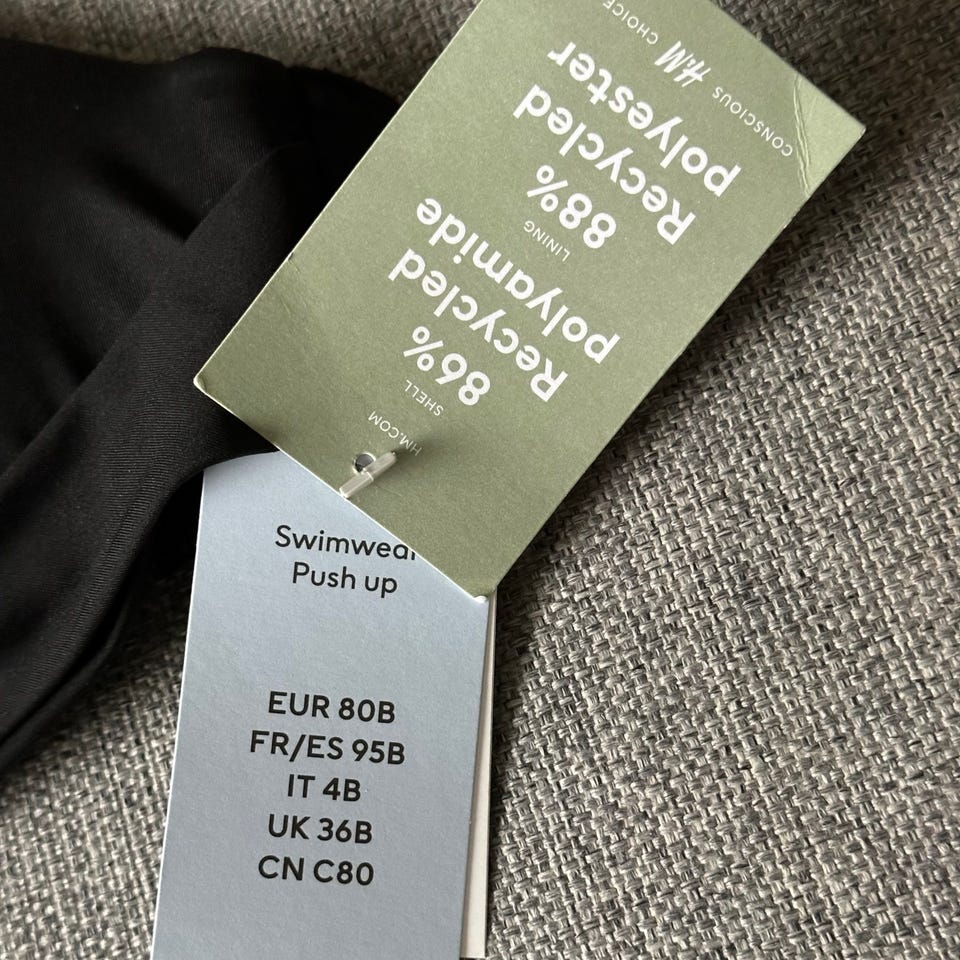 HM.COM
SHELL
86%
Recycled
polyamide
LINING
88%
Recycled
polyester
CONSCIOUS H&M CHOICE
Swimwear
Push up
EUR 80B
FR/ES 95B
IT 4B
UK 36B
CN C80